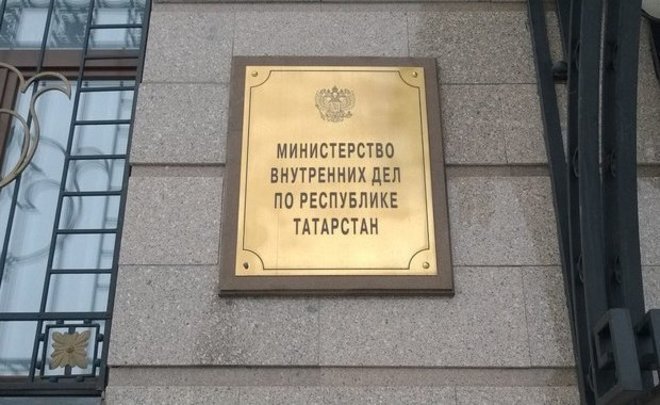 МИНИСТЕРСТВО
ВНУТРЕННИХ ДЕЛ
ПО РЕСПУБЛИКЕ
ТАТАРСТАН